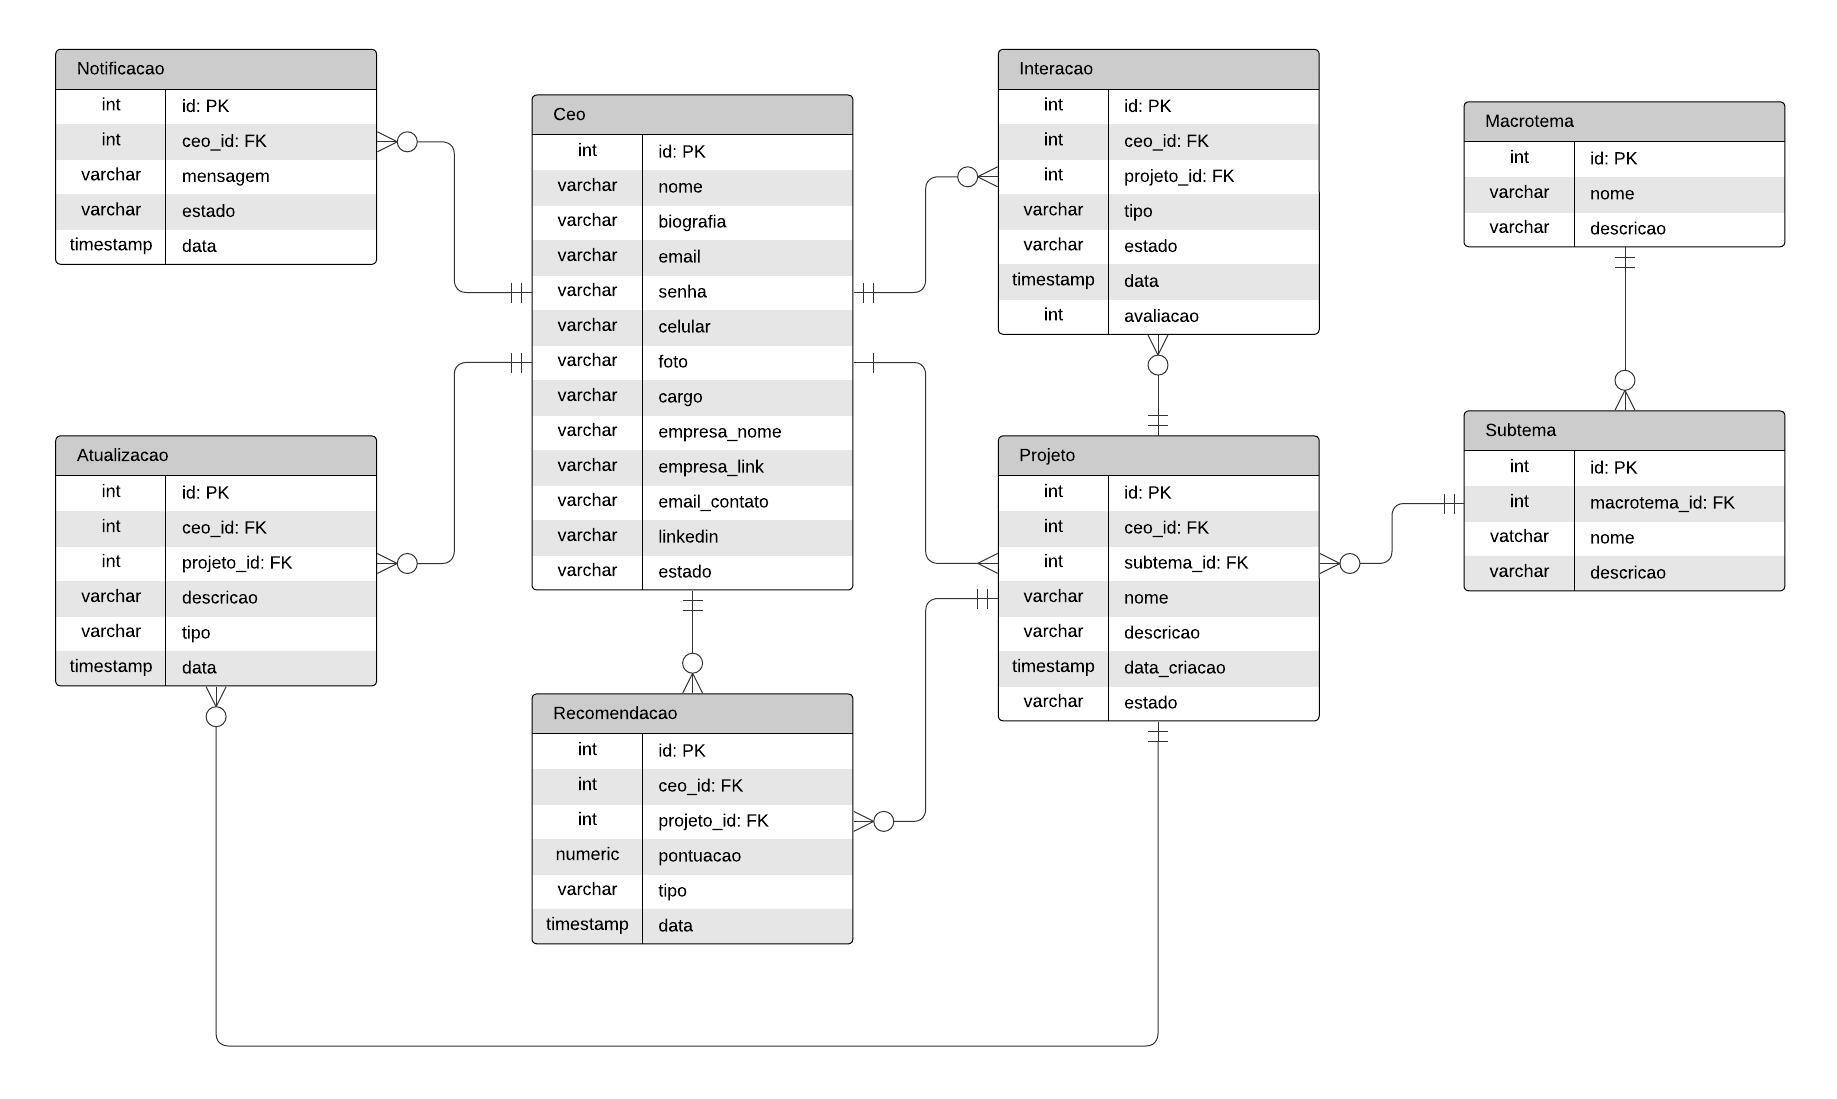 Notificacao
int id: PK
int ceo_id: FK
varchar mensagem
varchar estado
timestamp data
Atualizacao
int id: PK
int ceo_id: FK
int projeto_id: FK
varchar descricao
varchar tipo
timestamp data
Ceo
int id: PK
varchar nome
varchar biografia
varchar email
varchar senha
varchar celular
varchar foto
varchar cargo
varchar empresa_nome
varchar empresa_link
varchar email_contato
varchar linkedin
varchar estado
Recomendacao
int id: PK
int ceo_id: FK
int projeto_id: FK
numeric pontuacao
varchar tipo
timestamp data
Interacao
int id: PK
int ceo_id: FK
int projeto_id: FK
varchar tipo
varchar estado
timestamp data
int avaliacao
Projeto
int id: PK
int ceo_id: FK
int subtema_id: FK
varchar nome
varchar descricao
timestamp data_criacao
varchar estado
Macrotema
int id: PK
varchar nome
varchar descricao
Subtema
int id: PK
int macrotema_id: FK
vatchar nome
varchar descricao